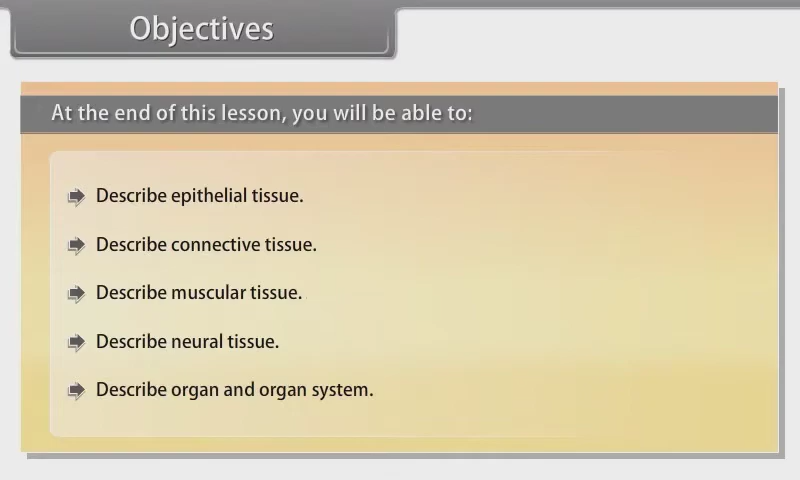 Objectives
At the end of this lesson, you will be able to:
Describe epithelial tissue.
Describe connective tissue.
Describe muscular tissue.
Describe neural tissue.
Describe organ and organ system.